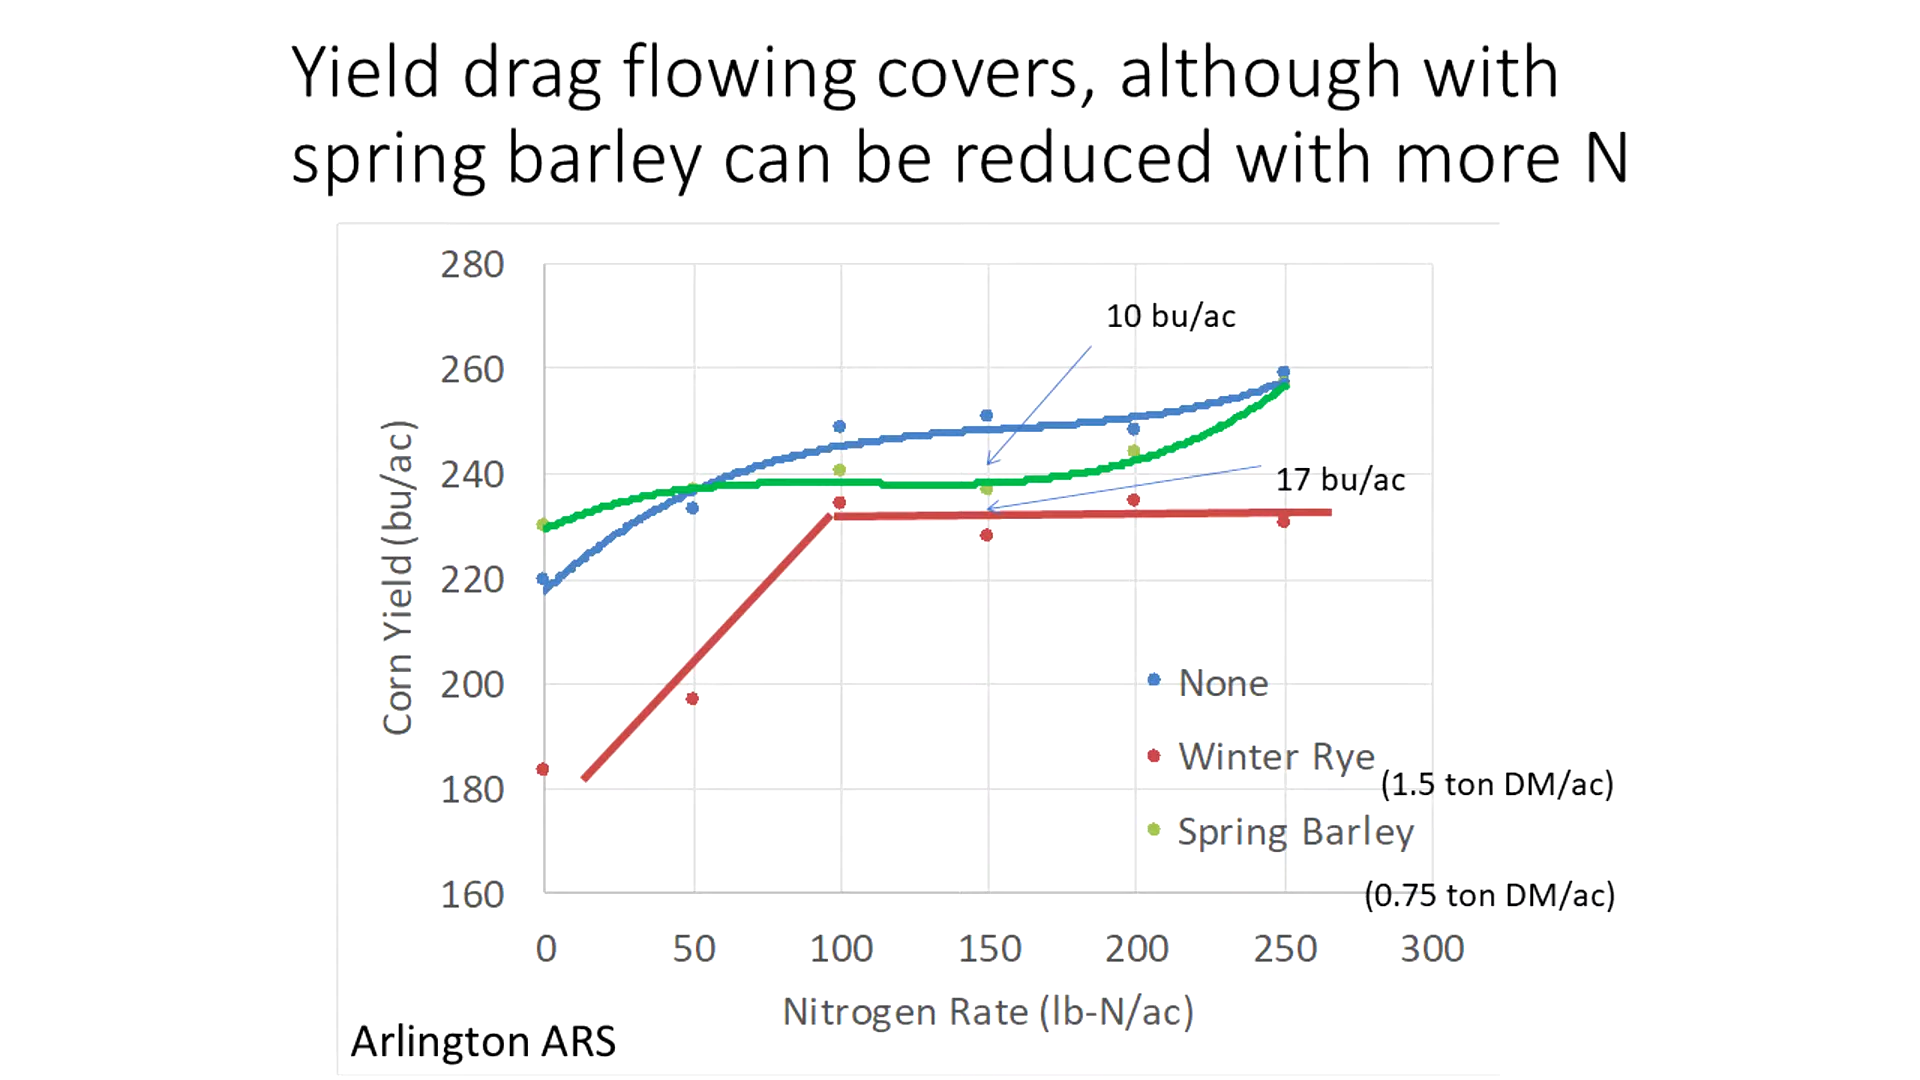 Yield drag flowing covers, although with
spring barley can be reduced with more N
280
260
240
220
200
180
160
Corn Yield (bu/ac)
10 bu/ac
17 bu/ac
None
Winter Rye
(1.5 ton DM/ac)
Spring Barley
(0.75 ton DM/ac)
0 50 100 150 200 250 300
Nitrogen Rate (lb-N/ac)
Arlington ARS